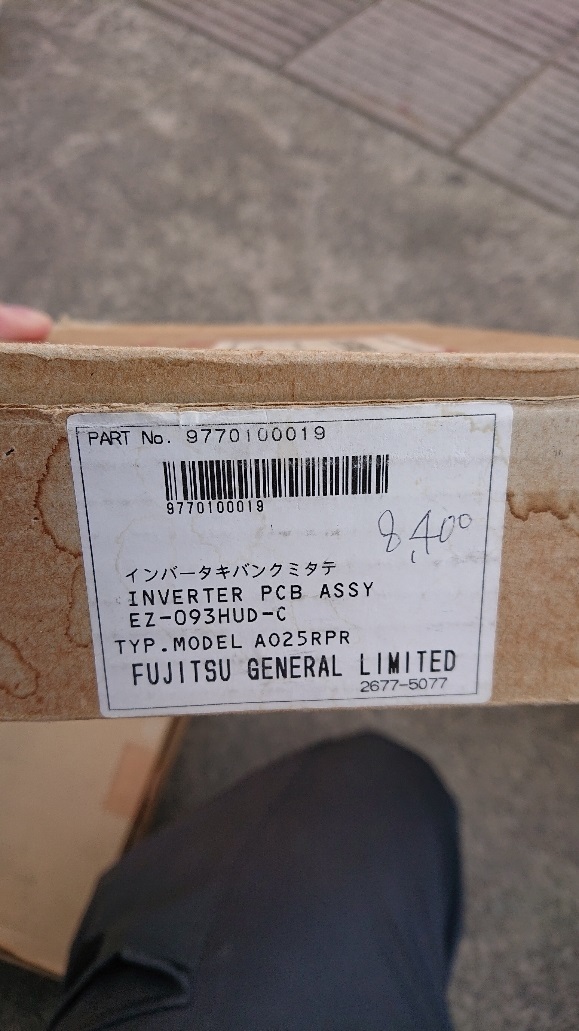 PART No. 9770100019
9770100019
8,400
インバータキバンクミタテ
INVERTER PCB ASSY
EZ-093HUD-C
TYP.MODEL A025RPR
FUJITSU GENERAL LIMITED
2677-5077